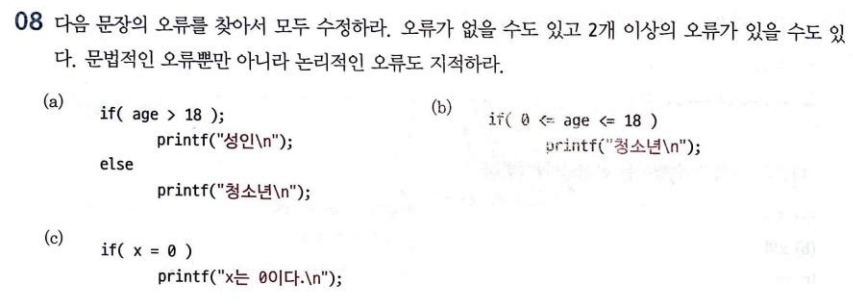 08 다음 문장의 오류를 찾아서 모두 수정하라. 오류가 없을 수도 있고 2개 이상의 오류가 있을 수도 있
다. 문법적인 오류뿐만 아니라 논리적인 오류도 지적하라.
(a)
if( age > 18 );
printf("성인\n");
else
printf("청소년\n");
(b)
if( 0 <= age <= 18 )
printf("청소년\n");
(c)
if( x = 0 )
printf("x는 0이다.\n");